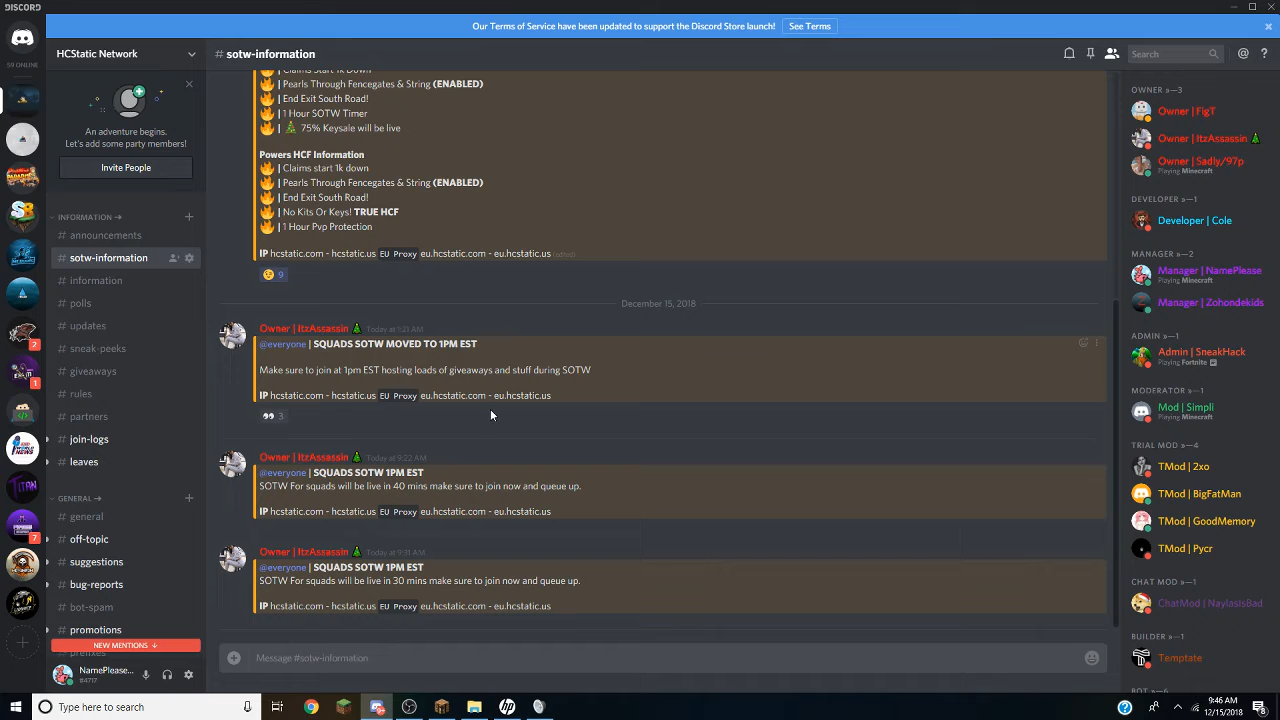 DISCORD
Our Terms of Service have been updated to support the Discord Store launch! See Terms
59 ONLINE
HCStatic Network
# sotw-information
Search
An adventure begins.
Let's add some party members!
Invite People
INFORMATION
# announcements
# sotw-information
# information
# polls
# updates
# sneak-peeks
# giveaways
# rules
# partners
# join-logs
# leaves
GENERAL
# general
# off-topic
# suggestions
# bug-reports
# bot-spam
# promotions
NEW MENTIONS
# prefixes
NamePlease...
#4717
2
1
7
| Claims Start 1k Down
| Pearls Through Fencegates & String (ENABLED)
| End Exit South Road!
| 1 Hour SOTW Timer
| 75% Keysale will be live
Powers HCF Information
| Claims start 1k down
| Pearls Through Fencegates & String (ENABLED)
| End Exit South Road!
| No Kits Or Keys! TRUE HCF
| 1 Hour Pvp Protection
IP hcstatic.com - hcstatic.us EU Proxy eu.hcstatic.com - eu.hcstatic.us (edited)
9
December 15, 2018
Owner | ItzAssassin Today at 1:21 AM
@everyone | SQUADS SOTW MOVED TO 1PM EST
Make sure to join at 1pm EST hosting loads of giveaways and stuff during SOTW
IP hcstatic.com - hcstatic.us EU Proxy eu.hcstatic.com - eu.hcstatic.us
3
Owner | ItzAssassin Today at 9:22 AM
@everyone | SQUADS SOTW 1PM EST
SOTW For squads will be live in 40 mins make sure to join now and queue up.
IP hcstatic.com - hcstatic.us EU Proxy eu.hcstatic.com - eu.hcstatic.us
Owner | ItzAssassin Today at 9:31 AM
@everyone | SQUADS SOTW 1PM EST
SOTW For squads will be live in 30 mins make sure to join now and queue up.
IP hcstatic.com - hcstatic.us EU Proxy eu.hcstatic.com - eu.hcstatic.us
Message #sotw-information
OWNER »—3
Owner | FigT
Owner | ItzAssassin
Owner | Sadly/97p
Playing Minecraft
DEVELOPER »—1
Developer | Cole
MANAGER »—2
Manager | NamePlease
Playing Minecraft
Manager | Zohondekids
ADMIN »—1
Admin | SneakHack
Playing Fortnite
MODERATOR »—1
Mod | Simpli
Playing Minecraft
TRIAL MOD »—4
TMod | 2xo
TMod | BigFatMan
TMod | GoodMemory
TMod | Pycr
CHAT MOD »—1
ChatMod | NaylasIsBad
BUILDER »—1
Temptate
BOT —6
Type here to search
9:46 AM
12/15/2018